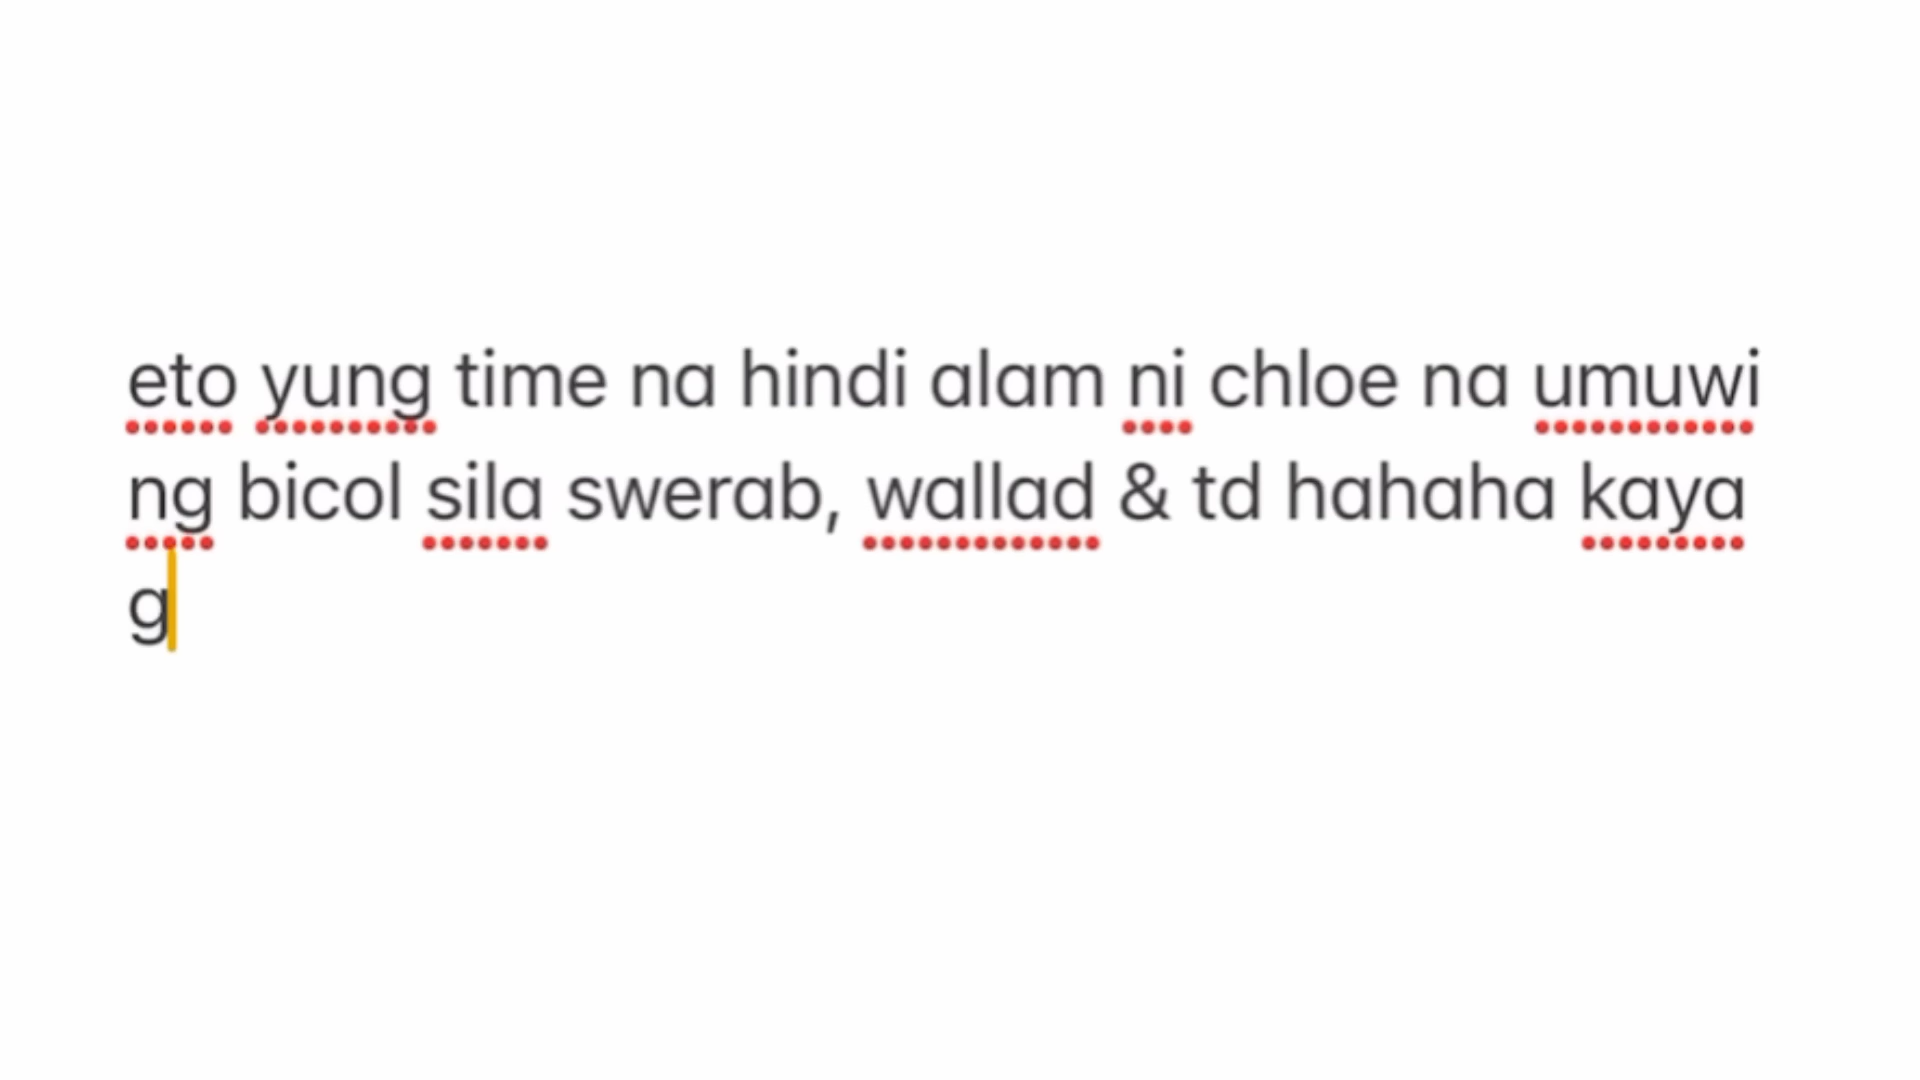 eto yung time na hindi alam ni chloe na umuwi
ng bicol sila swerab, wallad & td hahaha kaya
g